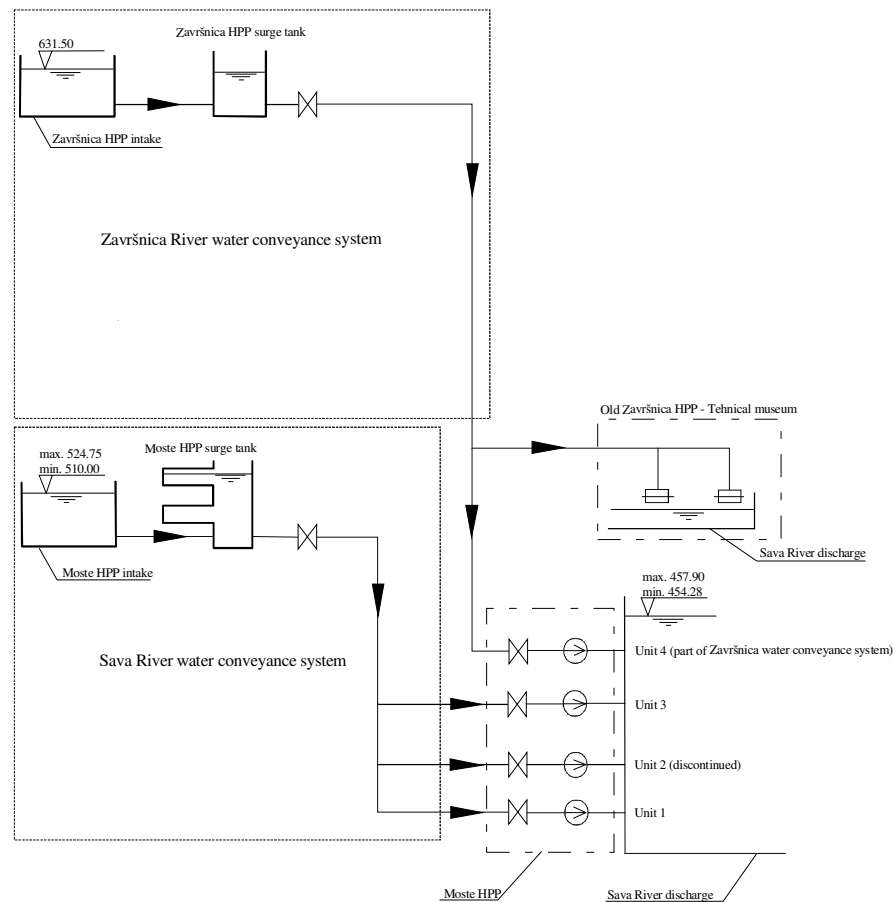 Završnica HPP surge tank
631.50
Završnica HPP intake
Završnica River water conveyance system
Old Završnica HPP - Tehnical museum
max. 524.75
min. 510.00
Moste HPP surge tank
Moste HPP intake
Sava River discharge
max. 457.90
min. 454.28
Sava River water conveyance system
Unit 4 (part of Završnica water conveyance system)
Unit 3
Unit 2 (discontinued)
Unit 1
Moste HPP
Sava River discharge